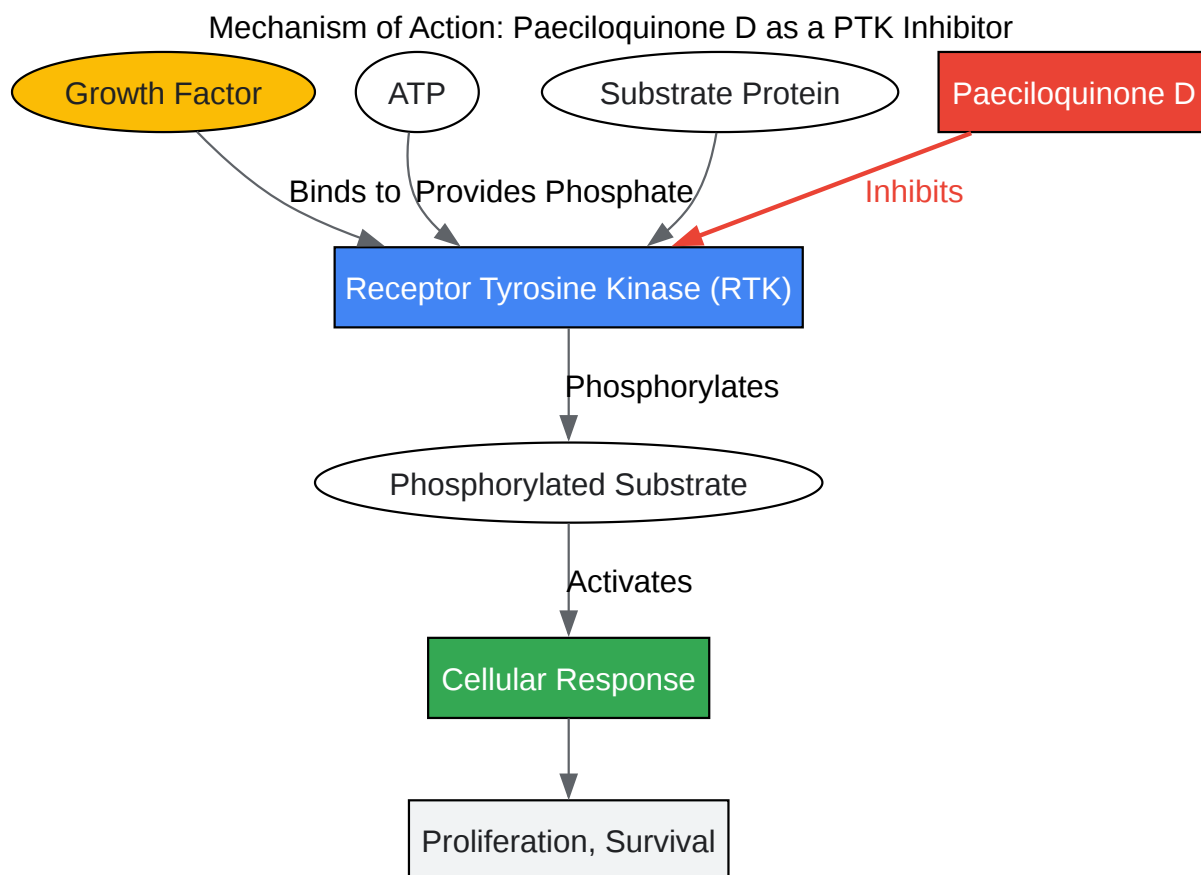 Mechanism of Action: Paeciloquinone D as a PTK Inhibitor
Growth Factor
ATP
Substrate Protein
Paeciloquinone D
Binds to
Provides Phosphate
Inhibits
Receptor Tyrosine Kinase (RTK)
Phosphorylates
Phosphorylated Substrate
Activates
Cellular Response
Proliferation, Survival